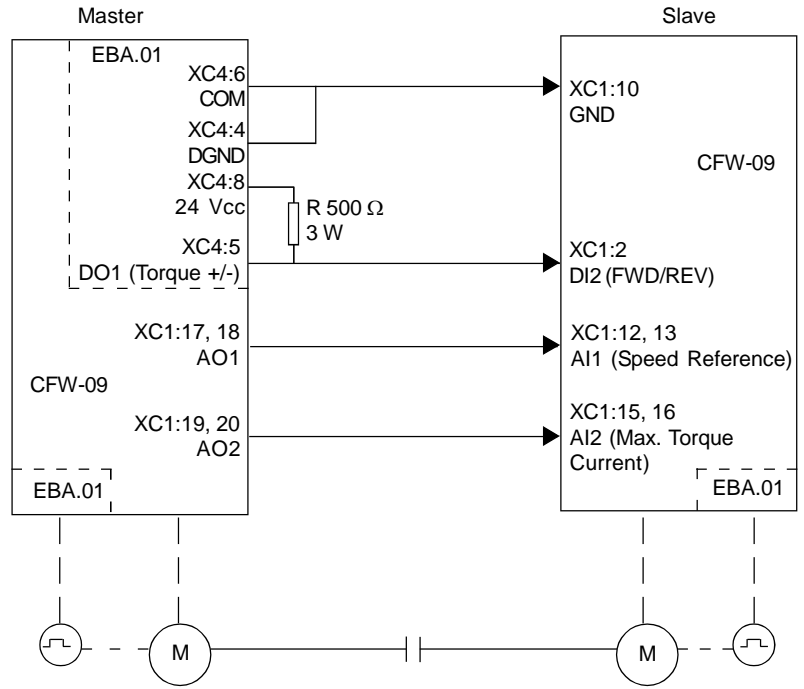 Master
Slave
EBA.01
XC4:6
COM
XC4:4
DGND
XC4:8
24 Vcc
R 500 Ω
3 W
XC4:5
DO1 (Torque +/-)
XC1:17, 18
AO1
CFW-09
XC1:19, 20
AO2
EBA.01
XC1:10
GND
CFW-09
XC1:2
DI2 (FWD/REV)
XC1:12, 13
AI1 (Speed Reference)
XC1:15, 16
AI2 (Max. Torque
Current)
EBA.01
M
M